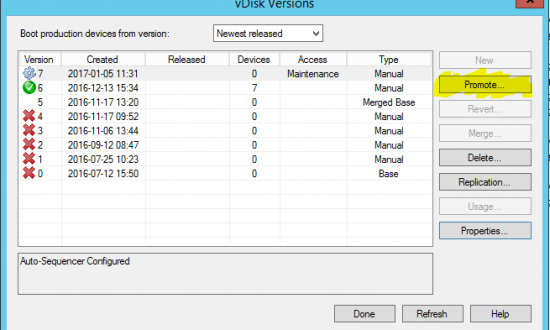 vDisk Versions
Boot production devices from version: Newest released
Version Created Released Devices Access Type
7 2017-01-05 11:31 0 Maintenance Manual
6 2016-12-13 15:34 7 Manual
5 2016-11-17 13:20 0 Merged Base
4 2016-11-17 09:52 0 Manual
3 2016-11-06 13:44 0 Manual
2 2016-09-12 08:47 0 Manual
1 2016-07-25 10:23 0 Manual
0 2016-07-12 15:50 0 Base
New
Promote...
Revert...
Merge...
Delete...
Replication...
Usage...
Properties...
Auto-Sequencer Configured
Done Refresh Help